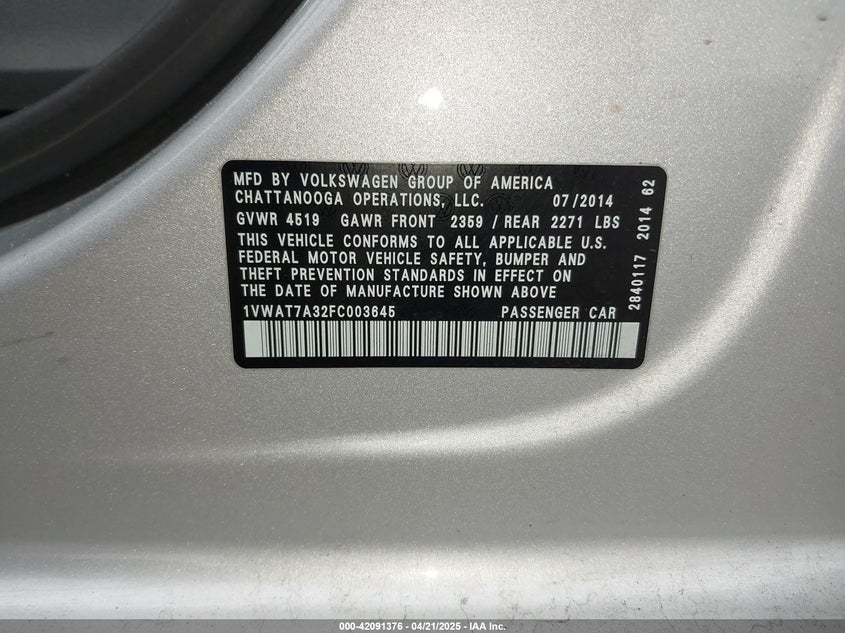 MFD BY VOLKSWAGEN GROUP OF AMERICA
CHATTANOOGA OPERATIONS, LLC. 07/2014
GVWR 4519 GAWR FRONT 2359 / REAR 2271 LBS
THIS VEHICLE CONFORMS TO ALL APPLICABLE U.S.
FEDERAL MOTOR VEHICLE SAFETY, BUMPER AND
THEFT PREVENTION STANDARDS IN EFFECT ON
THE DATE OF MANUFACTURE SHOWN ABOVE
1VWAT7A32FC003645 PASSENGER CAR
2840117 2014 62
000-42091376 - 04/21/2025 - IAA Inc.